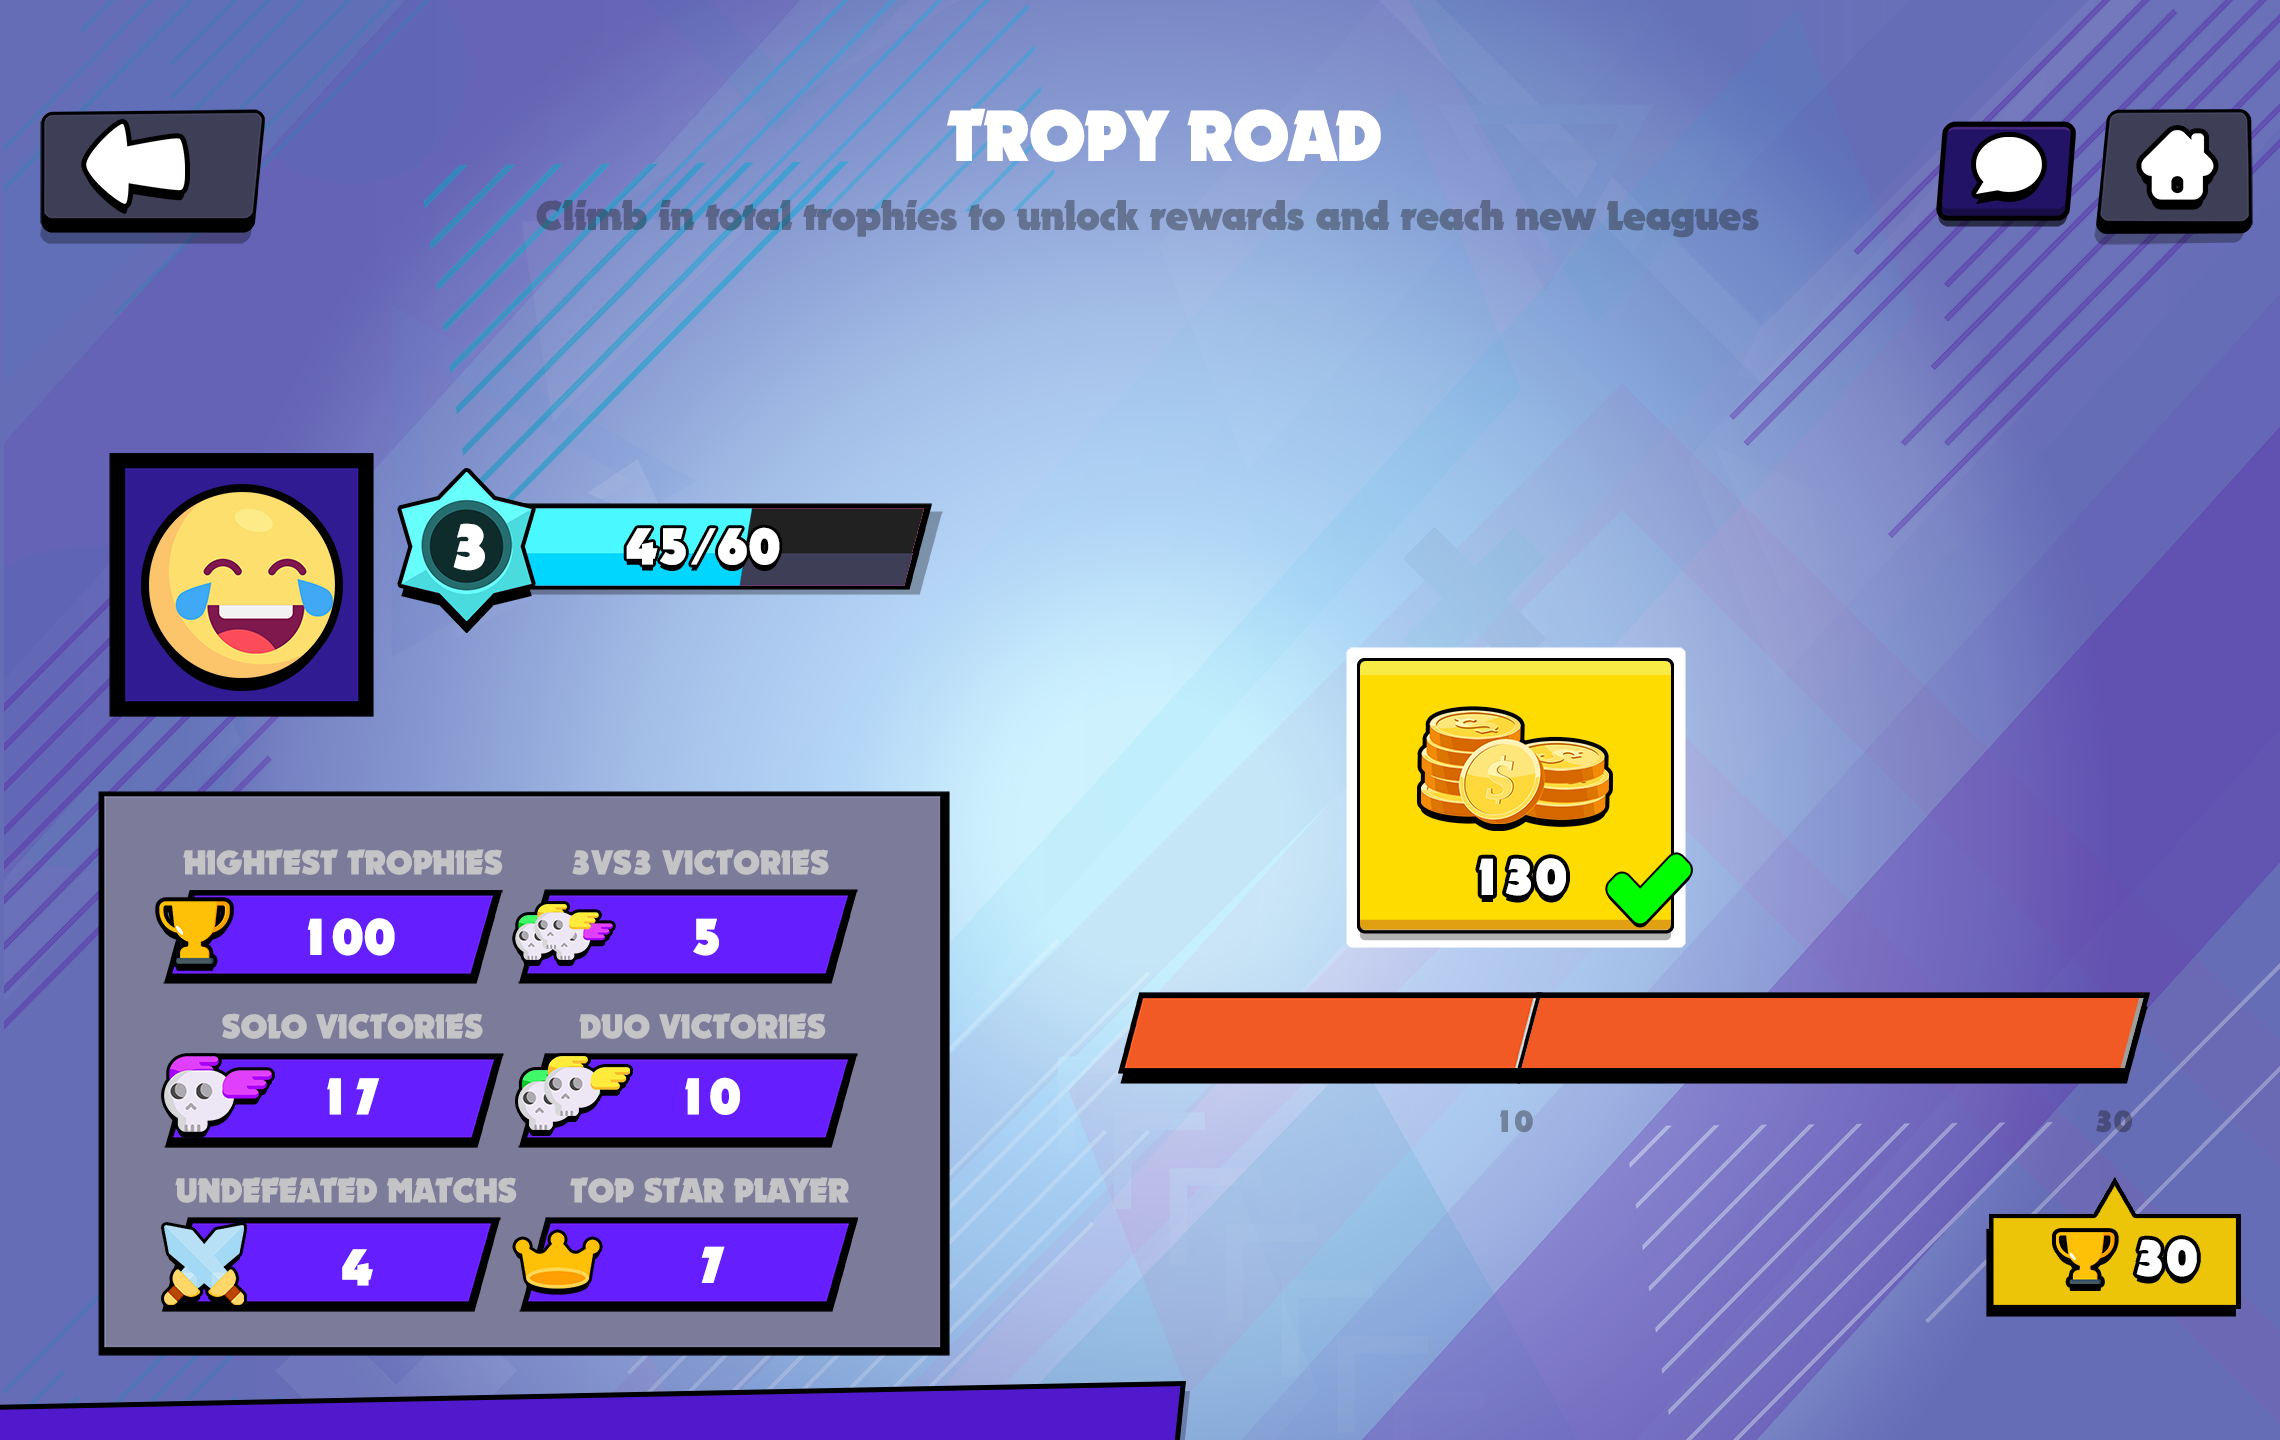 TROPY ROAD
Climb in total trophies to unlock rewards and reach new Leagues
3
45/60
130
HIGHTEST TROPHIES
3VS3 VICTORIES
100
5
SOLO VICTORIES
DUO VICTORIES
17
10
UNDEFEATED MATCHS
TOP STAR PLAYER
4
7
10
30
30